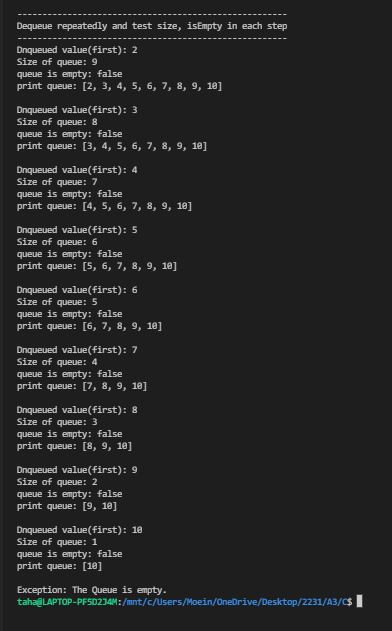 ------------------------------------------------------
Dequeue repeatedly and test size, isEmpty in each step
------------------------------------------------------
Dnqueued value(first): 2
Size of queue: 9
queue is empty: false
print queue: [2, 3, 4, 5, 6, 7, 8, 9, 10]
Dnqueued value(first): 3
Size of queue: 8
queue is empty: false
print queue: [3, 4, 5, 6, 7, 8, 9, 10]
Dnqueued value(first): 4
Size of queue: 7
queue is empty: false
print queue: [4, 5, 6, 7, 8, 9, 10]
Dnqueued value(first): 5
Size of queue: 6
queue is empty: false
print queue: [5, 6, 7, 8, 9, 10]
Dnqueued value(first): 6
Size of queue: 5
queue is empty: false
print queue: [6, 7, 8, 9, 10]
Dnqueued value(first): 7
Size of queue: 4
queue is empty: false
print queue: [7, 8, 9, 10]
Dnqueued value(first): 8
Size of queue: 3
queue is empty: false
print queue: [8, 9, 10]
Dnqueued value(first): 9
Size of queue: 2
queue is empty: false
print queue: [9, 10]
Dnqueued value(first): 10
Size of queue: 1
queue is empty: false
print queue: [10]
Exception: The Queue is empty.
taha@LAPTOP-PF5D2J4M:/mnt/c/Users/Moein/OneDrive/Desktop/2231/A3/C$